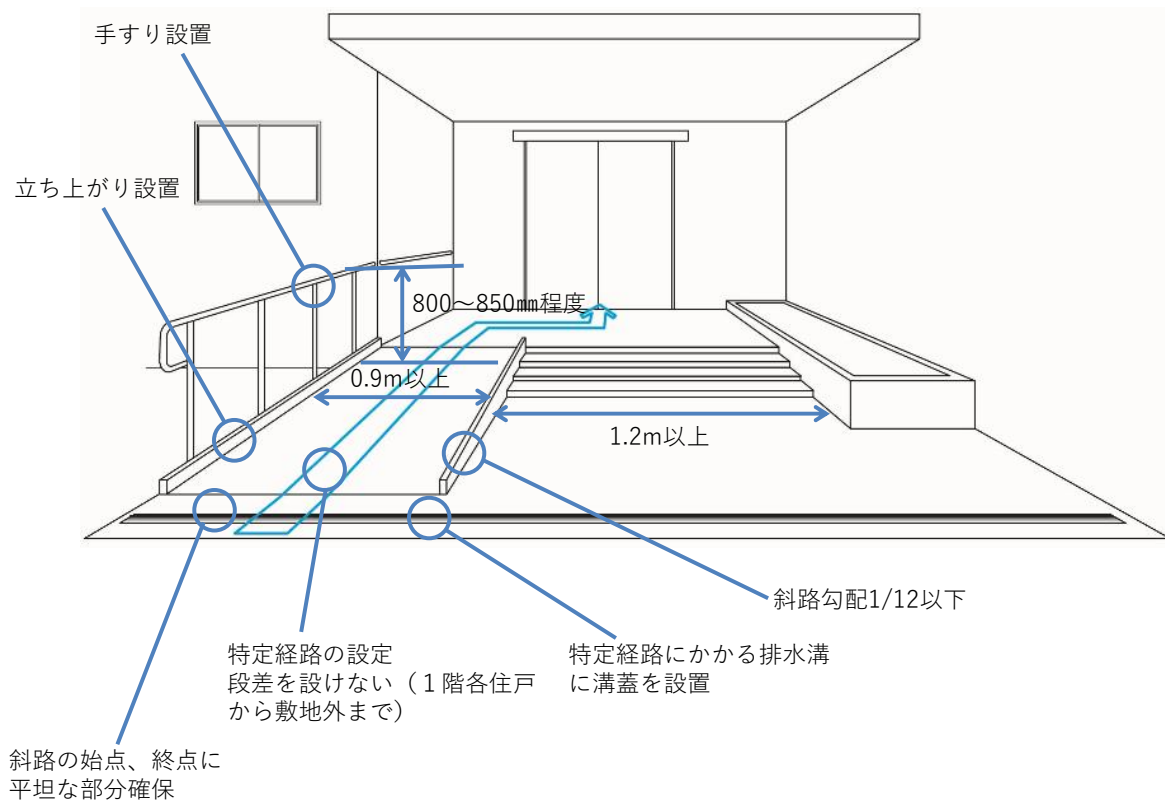 手すり設置
立ち上がり設置
800～850㎜程度
0.9m以上
1.2m以上
斜路勾配1/12以下
特定経路の設定
段差を設けない（１階各住戸
から敷地外まで）
特定経路にかかる排水溝
に溝蓋を設置
斜路の始点、終点に
平坦な部分確保